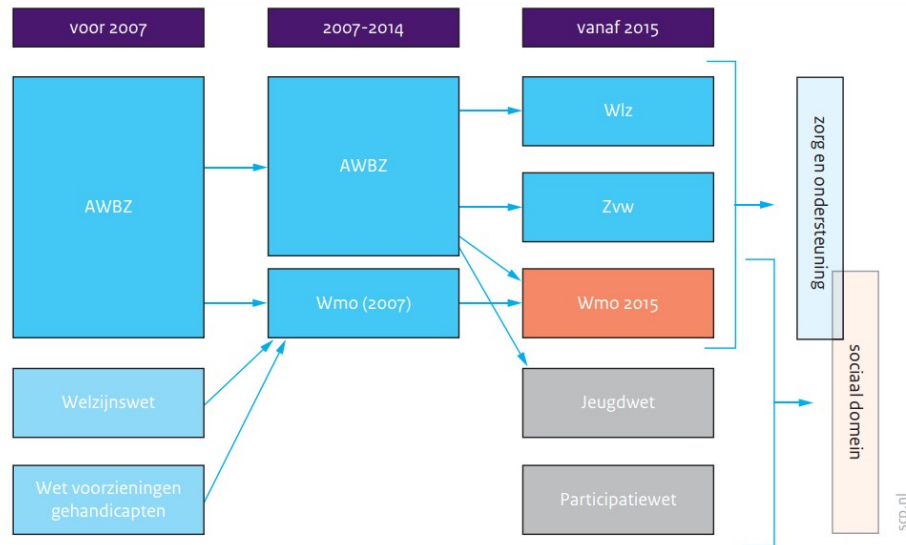 voor 2007
2007-2014
vanaf 2015
AWBZ
AWBZ
Wlz
Zvw
Wmo (2007)
Wmo 2015
Welzijnswet
Jeugdwet
Wet voorzieningen
gehandicapten
Participatiewet
zorg en ondersteuning
sociaal domein
scp.nl